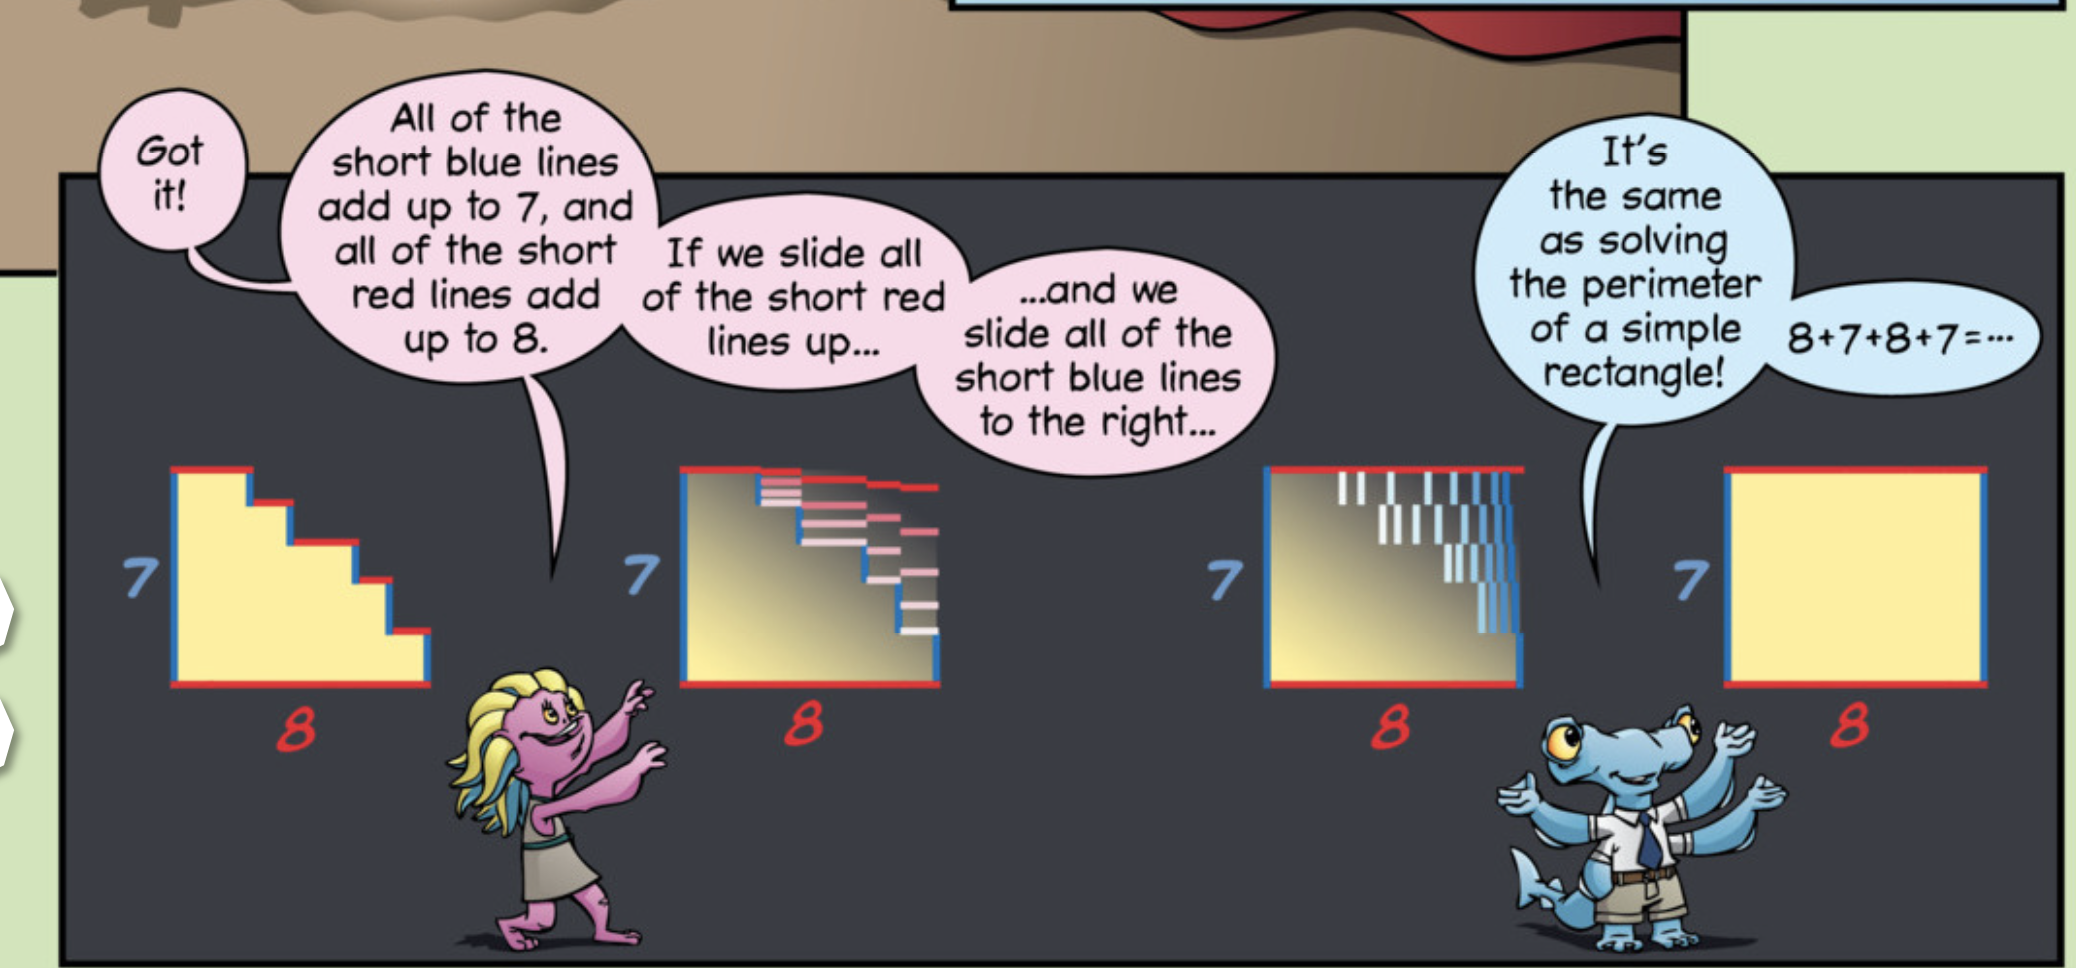 Got
it!
All of the
short blue lines
add up to 7, and
all of the short
red lines add
up to 8.
If we slide all
of the short red
lines up...
...and we
slide all of the
short blue lines
to the right...
It's
the same
as solving
the perimeter
of a simple
rectangle!
8+7+8+7=...
7
8
7
8
7
8
7
8